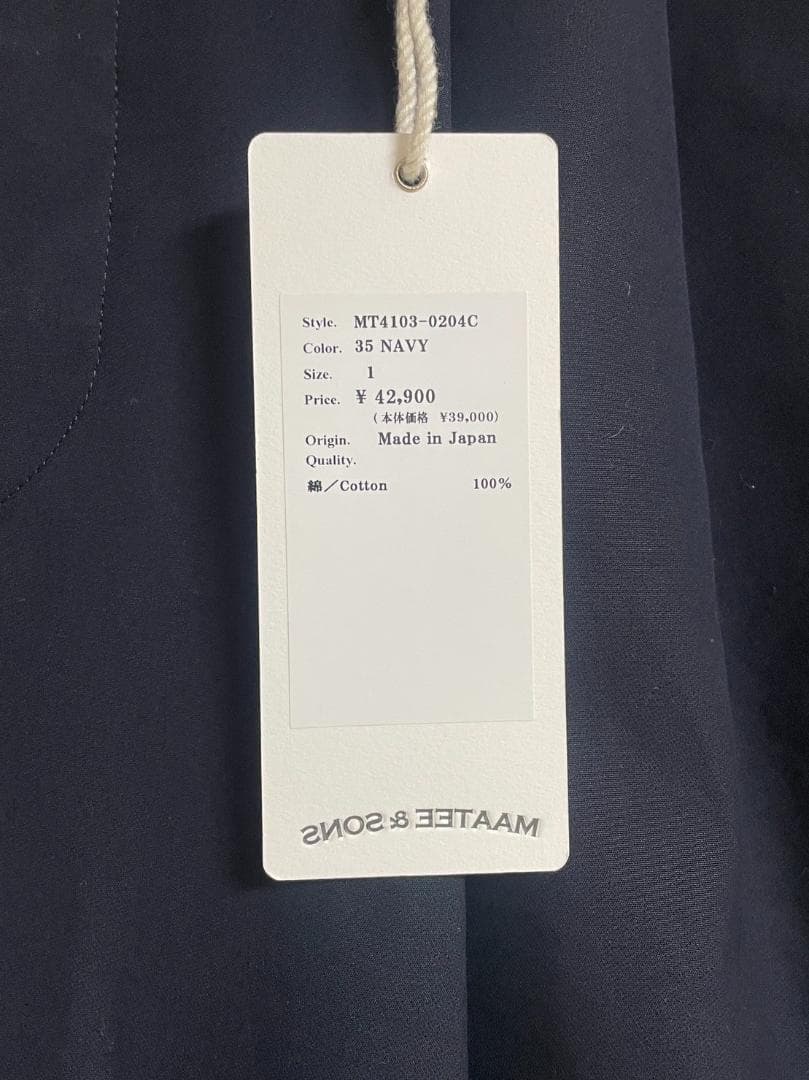 Style. MT4103-0204C
Color. 35 NAVY
Size. 1
Price. ¥ 42,900
(本体価格 ¥39,000)
Origin. Made in Japan
Quality.
綿/Cotton 100%
MAATEE & SONS